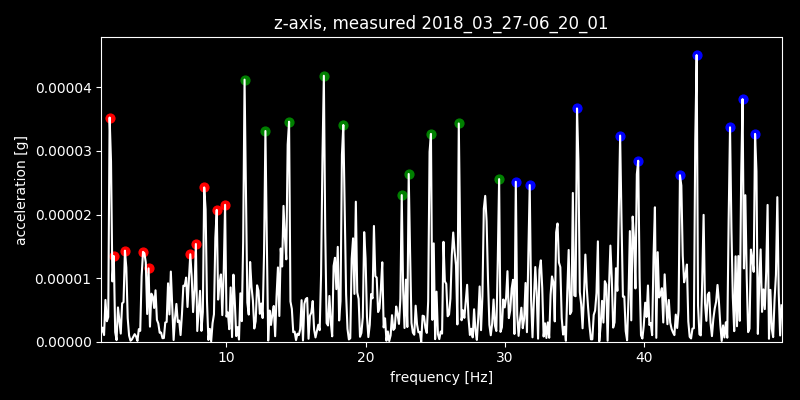 z-axis, measured 2018_03_27-06_20_01
acceleration [g]
0.00004
0.00003
0.00002
0.00001
0.00000
10 20 30 40
frequency [Hz]